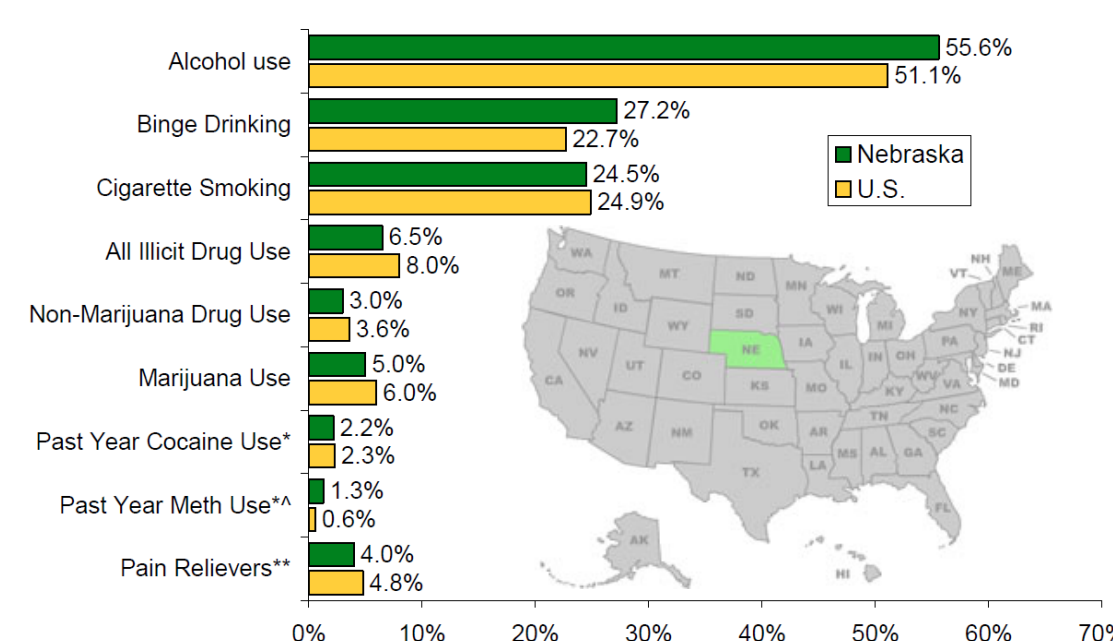 Alcohol use
55.6%
51.1%
Binge Drinking
27.2%
22.7%
Nebraska
U.S.
Cigarette Smoking
24.5%
24.9%
All Illicit Drug Use
6.5%
8.0%
Non-Marijuana Drug Use
3.0%
3.6%
Marijuana Use
5.0%
6.0%
Past Year Cocaine Use*
2.2%
2.3%
Past Year Meth Use*^
1.3%
0.6%
Pain Relievers**
4.0%
4.8%
0% 10% 20% 30% 40% 50% 60% 70%
WA
MT
ND
MN
VT
NH
ME
OR
ID
SD
WI
MI
NY
MA
WY
RI
CT
NE
IA
PA
NJ
NV
UT
CO
IL
IN
OH
DE
CA
KS
MO
WV
VA
MD
KY
AZ
NM
OK
AR
TN
NC
SC
TX
LA
MS
AL
GA
FL
AK
HI